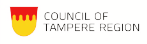 COUNCIL OF
TAMPERE REGION